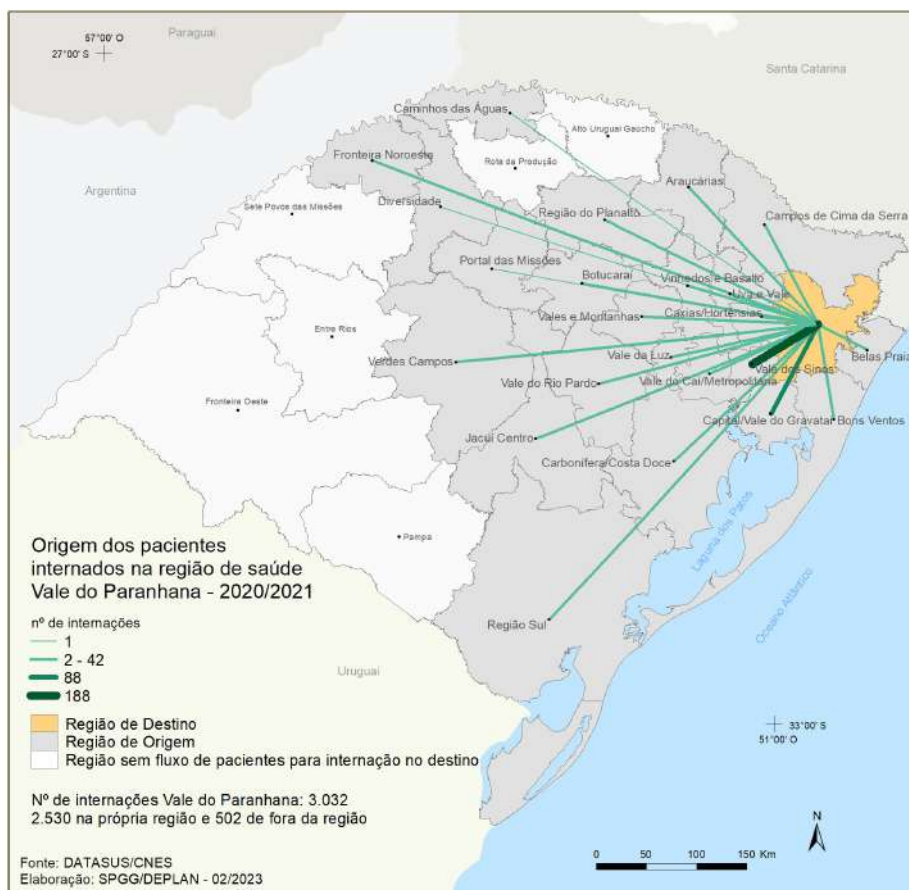 Paraguai
57°00' O
27°00' S
Santa Catarina
Caminhos das Águas
Alto Uruguai Gaúcho
Fronteira Noroeste
Rota da Produção
Argentina
Araucárias
Diversidade
Sete Povos das Missões
Região do Planalto
Campos de Cima da Serra
Portal das Missões
Botucaraí
Vinhedos e Basalto
Uva e Vale
Vales e Montanhas
Caxias/Hortênsias
Entre Rios
Verdes Campos
Vale da Luz
Belas Praia
Vale dos Sinos
Vale do Rio Pardo
Vale do Caí/Metropolitana
Fronteira Oeste
Capital/Vale do Gravataí
Bons Ventos
Jacuí Centro
Carbonífera/Costa Doce
Laguna dos Patos
Pampa
Oceano Atlântico
Região Sul
Uruguai
Origem dos pacientes
internados na região de saúde
Vale do Paranhana - 2020/2021
nº de internações
1
2 - 42
88
188
Região de Destino
Região de Origem
Região sem fluxo de pacientes para internação no destino
33°00' S
51°00' O
Nº de internações Vale do Paranhana: 3.032
2.530 na própria região e 502 de fora da região
N
0 50 100 150 Km
Fonte: DATASUS/CNES
Elaboração: SPGG/DEPLAN - 02/2023